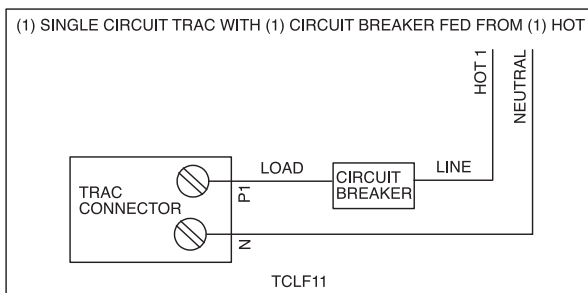 (1) SINGLE CIRCUIT TRAC WITH (1) CIRCUIT BREAKER FED FROM (1) HOT
HOT 1
NEUTRAL
LOAD
CIRCUIT
BREAKER
LINE
TRAC
CONNECTOR
P1
N
TCLF11